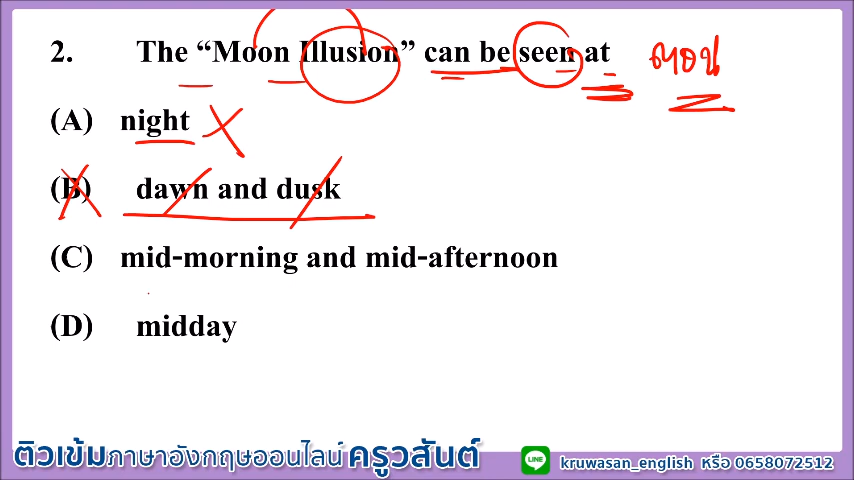 2. The “Moon Illusion” can be seen at ตอน
(A) night
(B) dawn and dusk
(C) mid-morning and mid-afternoon
(D) midday
ติวเข้มภาษาอังกฤษออนไลน์ ครูวสันต์
LINE kruwasan_english หรือ 0658072512